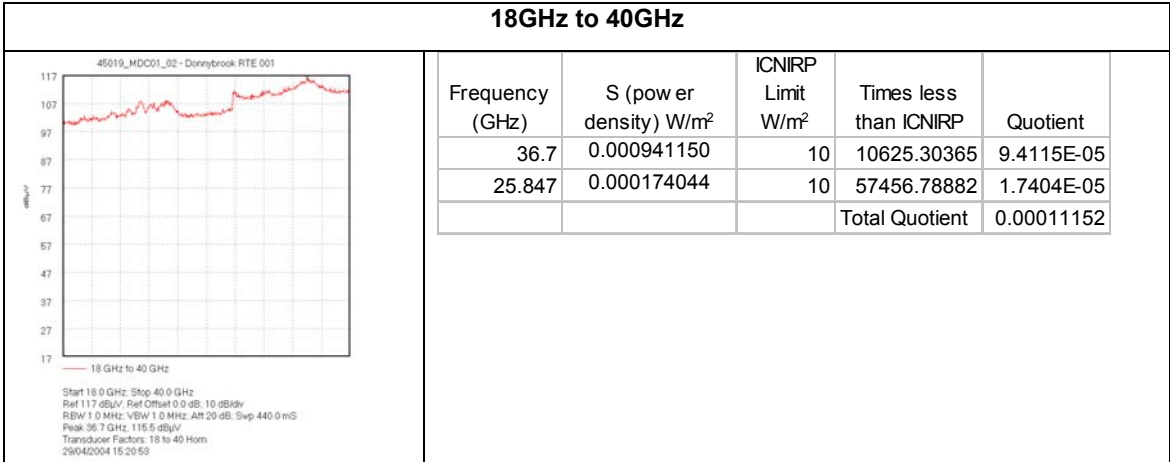 18GHz to 40GHz
45019_MDC01_02 - Donnybrook RTE 001
117
107
97
87
77
67
57
47
37
27
17
dBµV
18 GHz to 40 GHz
Start 18.0 GHz; Stop 40.0 GHz
Ref 117 dBµV; Ref Offset 0.0 dB; 10 dB/div
RBW 1.0 MHz; VBW 1.0 MHz; Att 20 dB; Swp 440.0 mS
Peak 36.7 GHz, 115.5 dBµV
Transducer Factors: 18 to 40 Horn
29/04/2004 15:20:53
Frequency (GHz) S (pow er density) W/m² ICNIRP Limit W/m² Times less than ICNIRP Quotient
36.7 0.000941150 10 10625.30365 9.4115E-05
25.847 0.000174044 10 57456.78882 1.7404E-05
Total Quotient 0.00011152